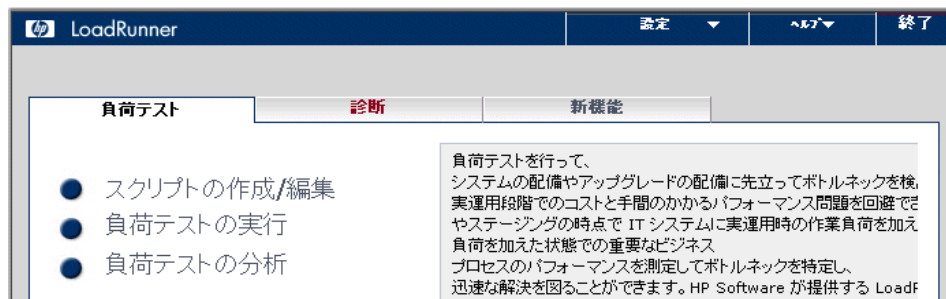 hp LoadRunner 設定 ヘルプ 終了
負荷テスト 診断 新機能
スクリプトの作成/編集
負荷テストの実行
負荷テストの分析
負荷テストを行って、
システムの配備やアップグレードの配備に先立ってボトルネックを検
実運用段階でのコストと手間のかかるパフォーマンス問題を回避でき
やステージングの時点で IT システムに実運用時の作業負荷を加え
負荷を加えた状態での重要なビジネス
プロセスのパフォーマンスを測定してボトルネックを特定し、
迅速な解決を図ることができます。HP Software が提供する Load